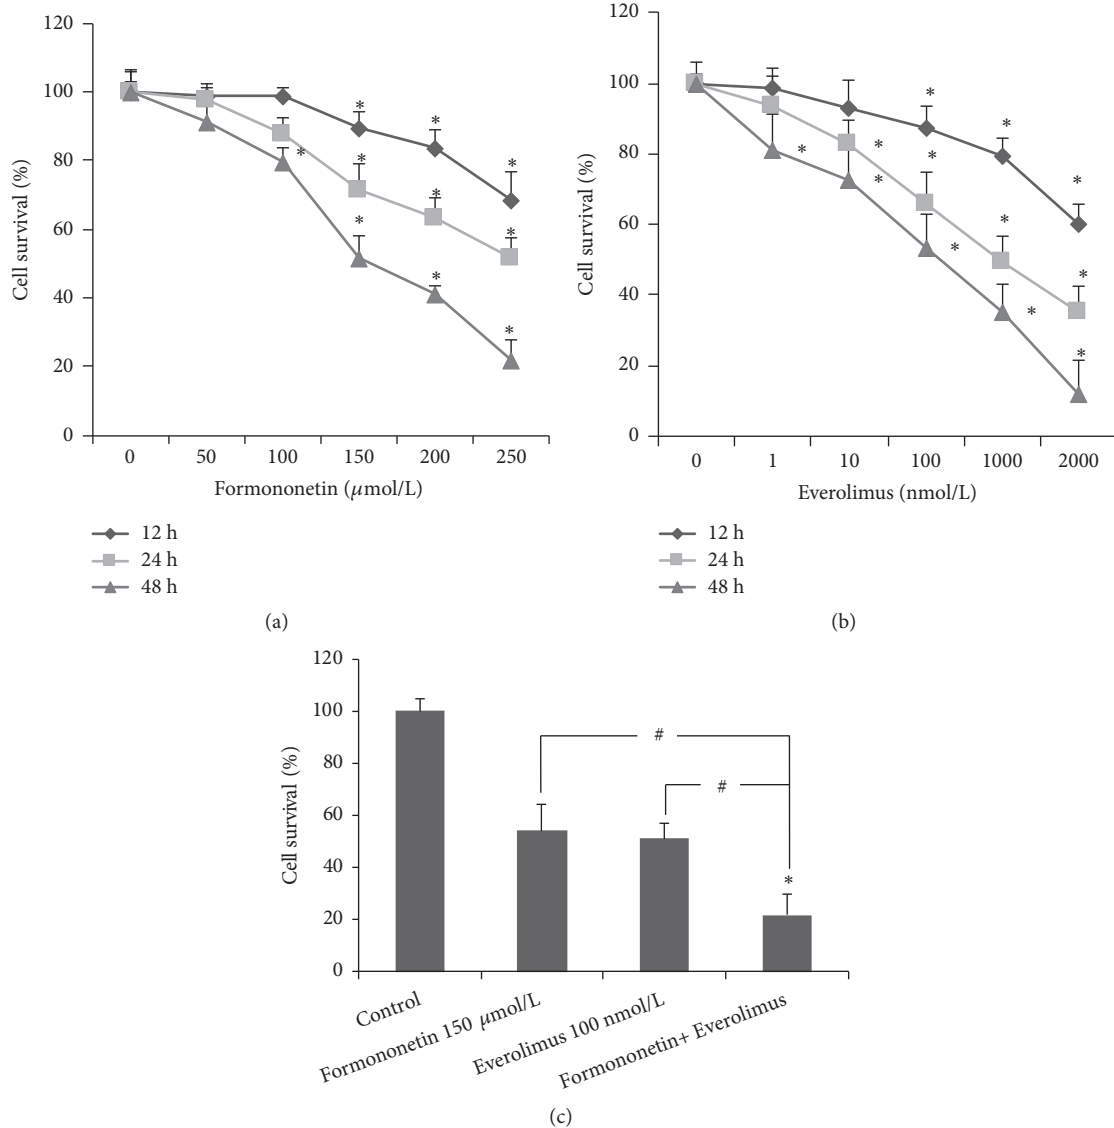 120
100
80
60
40
20
0
Cell survival (%)
* * *
* * * *
* * *
0 50 100 150 200 250
Formononetin (μmol/L)
12 h
24 h
48 h
(a)
120
100
80
60
40
20
0
Cell survival (%)
* * *
* * * *
* * * * *
0 1 10 100 1000 2000
Everolimus (nmol/L)
12 h
24 h
48 h
(b)
120
100
80
60
40
20
0
Cell survival (%)
#
#
*
Control
Formononetin 150 μmol/L
Everolimus 100 nmol/L
Formononetin+ Everolimus
(c)